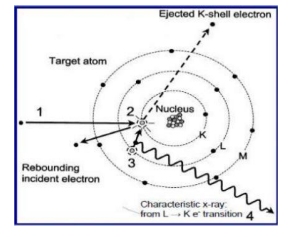 Ejected K-shell electron
Target atom
1
2
Nucleus
K
L
M
3
Rebounding
incident electron
Characteristic x-ray:
from L → K e⁻ transition
4